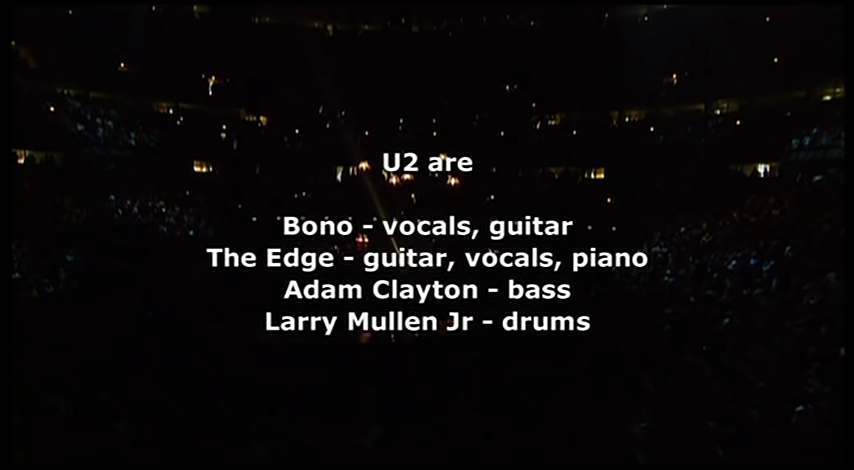 U2 are
Bono - vocals, guitar
The Edge - guitar, vocals, piano
Adam Clayton - bass
Larry Mullen Jr - drums